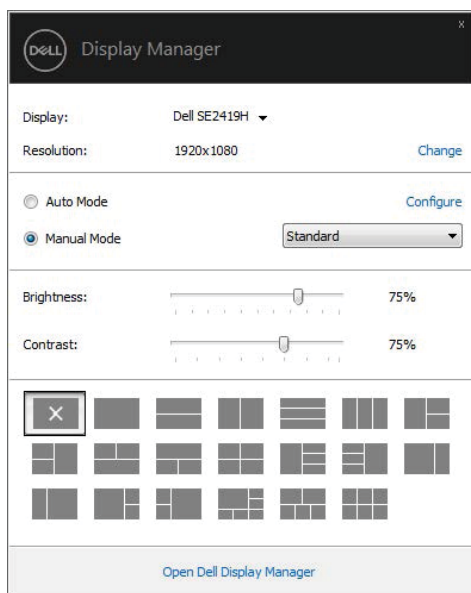 x
DELL Display Manager
Display: Dell SE2419H
Resolution: 1920x1080 Change
Auto Mode Configure
Manual Mode Standard
Brightness: 75%
Contrast: 75%
Open Dell Display Manager